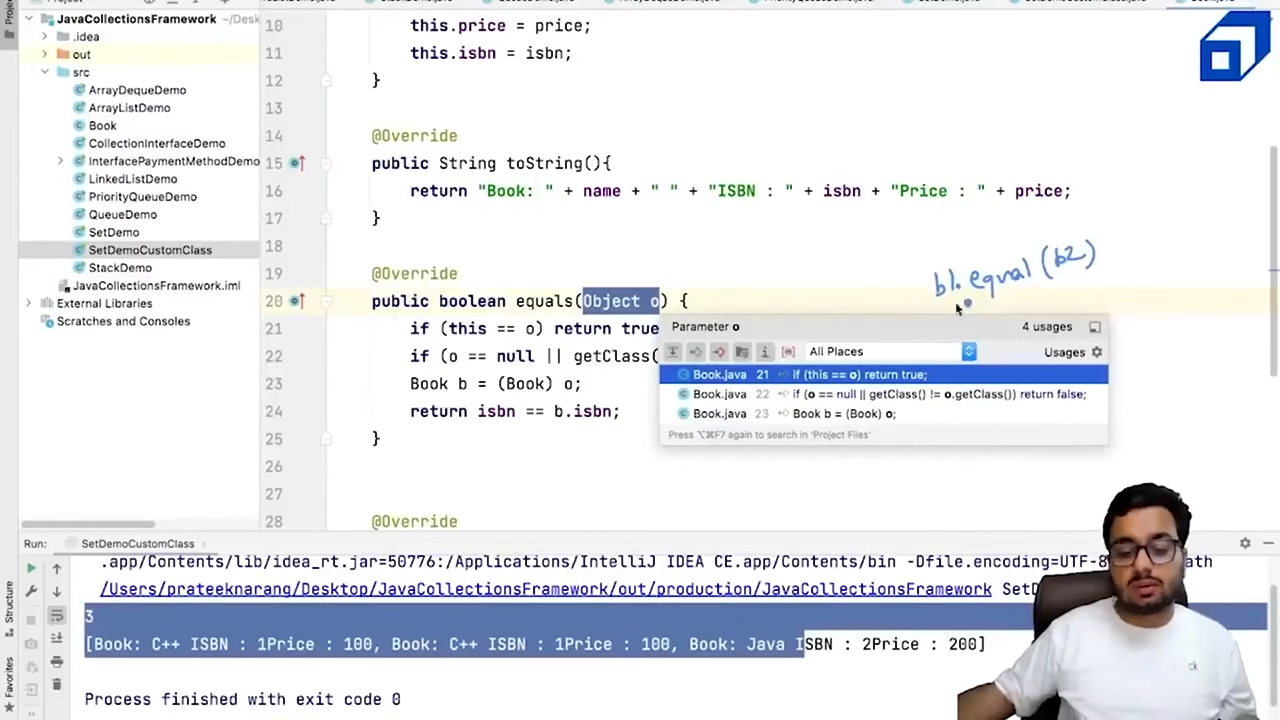 JavaCollectionsFramework ~/Desk
.idea
out
src
ArrayDequeDemo
ArrayListDemo
Book
CollectionInterfaceDemo
InterfacePaymentMethodDemo
LinkedListDemo
PriorityQueueDemo
QueueDemo
SetDemo
SetDemoCustomClass
StackDemo
JavaCollectionsFramework.iml
External Libraries
Scratches and Consoles
10 this.price = price;
11 this.isbn = isbn;
12 }
13
14 @Override
15 public String toString(){
16 return "Book: " + name + " " + "ISBN : " + isbn + "Price : " + price;
17 }
18
19 @Override
20 public boolean equals(Object o) {
21 if (this == o) return true
22 if (o == null || getClass(
23 Book b = (Book) o;
24 return isbn == b.isbn;
25 }
26
27
28 @Override
b1.equal(b2)
Parameter o 4 usages
All Places Usages
Book.java 21 if (this == o) return true;
Book.java 22 if (o == null || getClass() != o.getClass()) return false;
Book.java 23 Book b = (Book) o;
Press ⌥⌘F7 again to search in 'Project Files'
Run: SetDemoCustomClass
.app/Contents/lib/idea_rt.jar=50776:/Applications/IntelliJ IDEA CE.app/Contents/bin -Dfile.encoding=UTF-8 ath
/Users/prateeknarang/Desktop/JavaCollectionsFramework/out/production/JavaCollectionsFramework SetD
3
[Book: C++ ISBN : 1Price : 100, Book: C++ ISBN : 1Price : 100, Book: Java ISBN : 2Price : 200]
Process finished with exit code 0
Structure
Favorites
ck